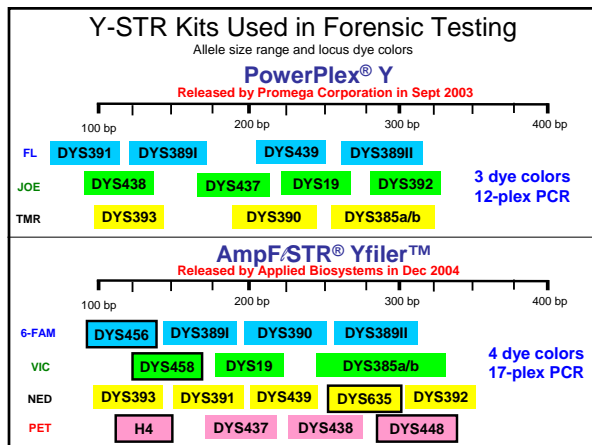 Y-STR Kits Used in Forensic Testing
Allele size range and locus dye colors
PowerPlex® Y
Released by Promega Corporation in Sept 2003
100 bp 200 bp 300 bp 400 bp
FL DYS391 DYS389I DYS439 DYS389II
JOE DYS438 DYS437 DYS19 DYS392
TMR DYS393 DYS390 DYS385a/b
3 dye colors
12-plex PCR
AmpFℓSTR® Yfiler™
Released by Applied Biosystems in Dec 2004
100 bp 200 bp 300 bp 400 bp
6-FAM DYS456 DYS389I DYS390 DYS389II
VIC DYS458 DYS19 DYS385a/b
NED DYS393 DYS391 DYS439 DYS635 DYS392
PET H4 DYS437 DYS438 DYS448
4 dye colors
17-plex PCR